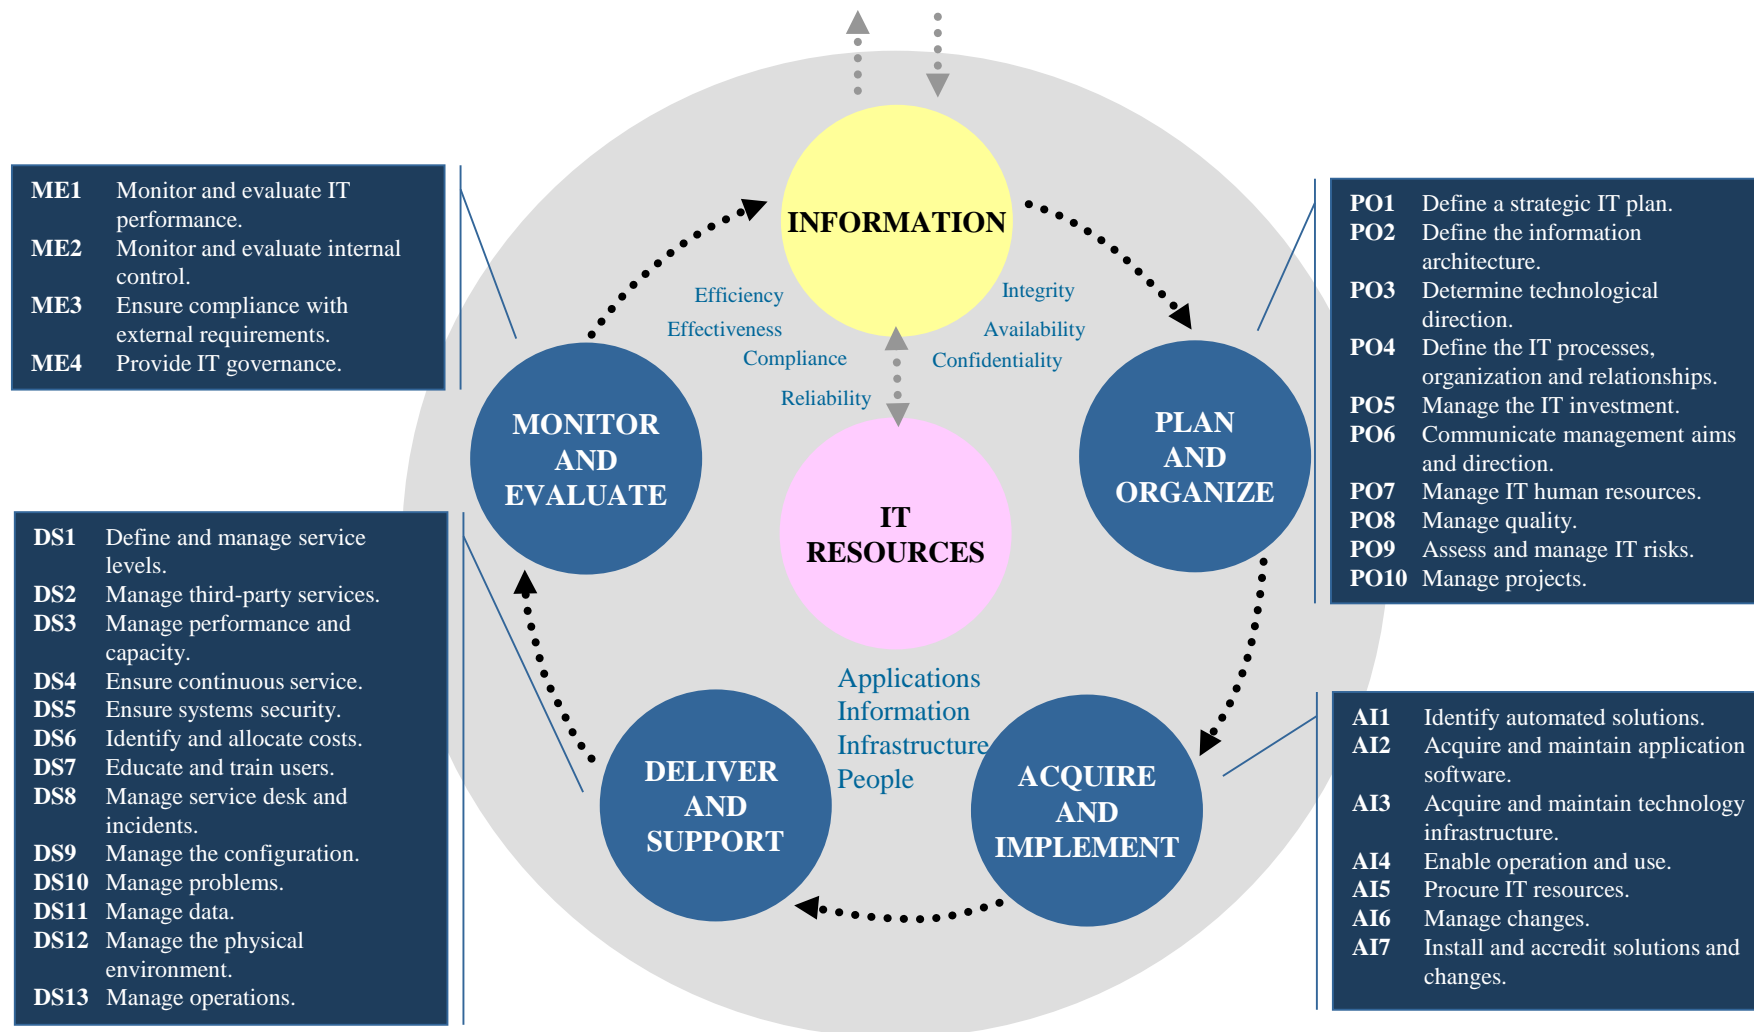 INFORMATION
Efficiency
Effectiveness
Compliance
Reliability
Integrity
Availability
Confidentiality
IT
RESOURCES
Applications
Information
Infrastructure
People
PLAN
AND
ORGANIZE
ACQUIRE
AND
IMPLEMENT
DELIVER
AND
SUPPORT
MONITOR
AND
EVALUATE
ME1 Monitor and evaluate IT
performance.
ME2 Monitor and evaluate internal
control.
ME3 Ensure compliance with
external requirements.
ME4 Provide IT governance.
PO1 Define a strategic IT plan.
PO2 Define the information
architecture.
PO3 Determine technological
direction.
PO4 Define the IT processes,
organization and relationships.
PO5 Manage the IT investment.
PO6 Communicate management aims
and direction.
PO7 Manage IT human resources.
PO8 Manage quality.
PO9 Assess and manage IT risks.
PO10 Manage projects.
DS1 Define and manage service
levels.
DS2 Manage third-party services.
DS3 Manage performance and
capacity.
DS4 Ensure continuous service.
DS5 Ensure systems security.
DS6 Identify and allocate costs.
DS7 Educate and train users.
DS8 Manage service desk and
incidents.
DS9 Manage the configuration.
DS10 Manage problems.
DS11 Manage data.
DS12 Manage the physical
environment.
DS13 Manage operations.
AI1 Identify automated solutions.
AI2 Acquire and maintain application
software.
AI3 Acquire and maintain technology
infrastructure.
AI4 Enable operation and use.
AI5 Procure IT resources.
AI6 Manage changes.
AI7 Install and accredit solutions and
changes.